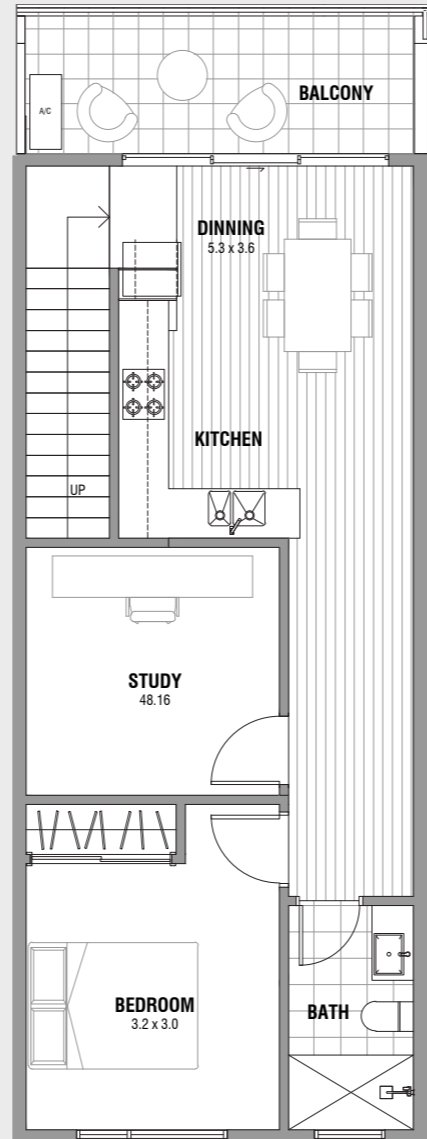 BALCONY
A/C
DINNING
5.3 x 3.6
KITCHEN
UP
STUDY
48.16
BEDROOM
3.2 x 3.0
BATH